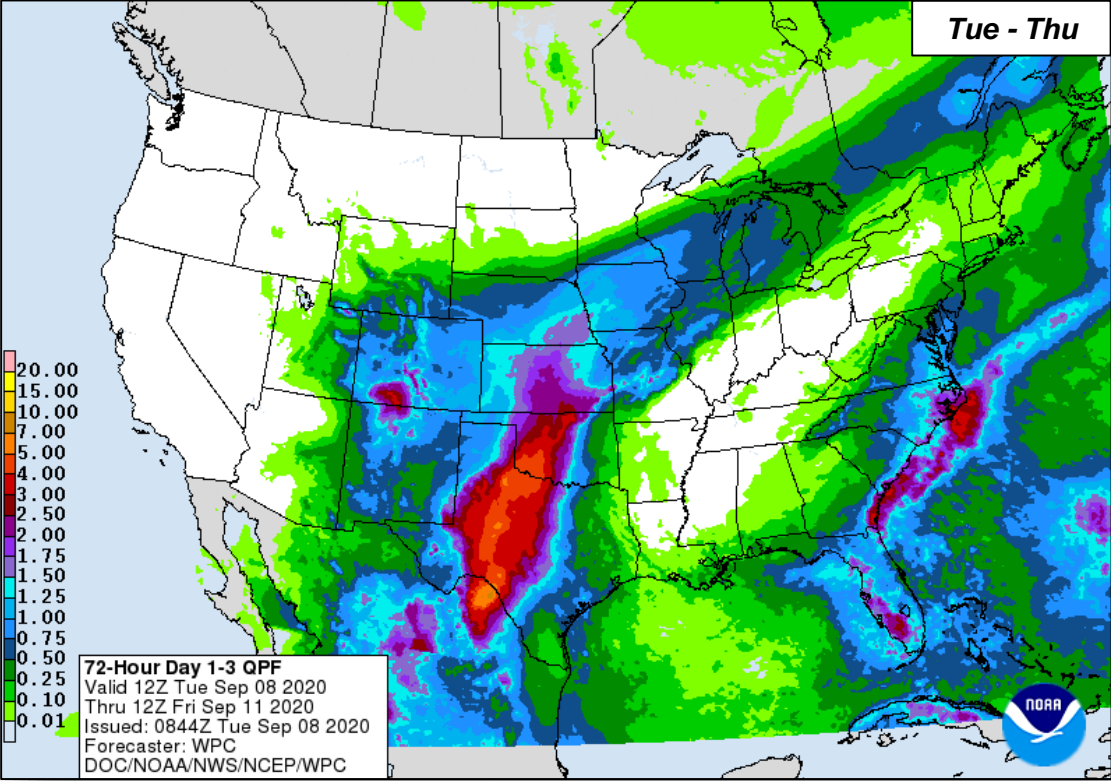 Tue - Thu
20.00
15.00
10.00
7.00
5.00
4.00
3.00
2.50
2.00
1.75
1.50
1.25
1.00
0.75
0.50
0.25
0.10
0.01
72-Hour Day 1-3 QPF
Valid 12Z Tue Sep 08 2020
Thru 12Z Fri Sep 11 2020
Issued: 0844Z Tue Sep 08 2020
Forecaster: WPC
DOC/NOAA/NWS/NCEP/WPC
NOAA